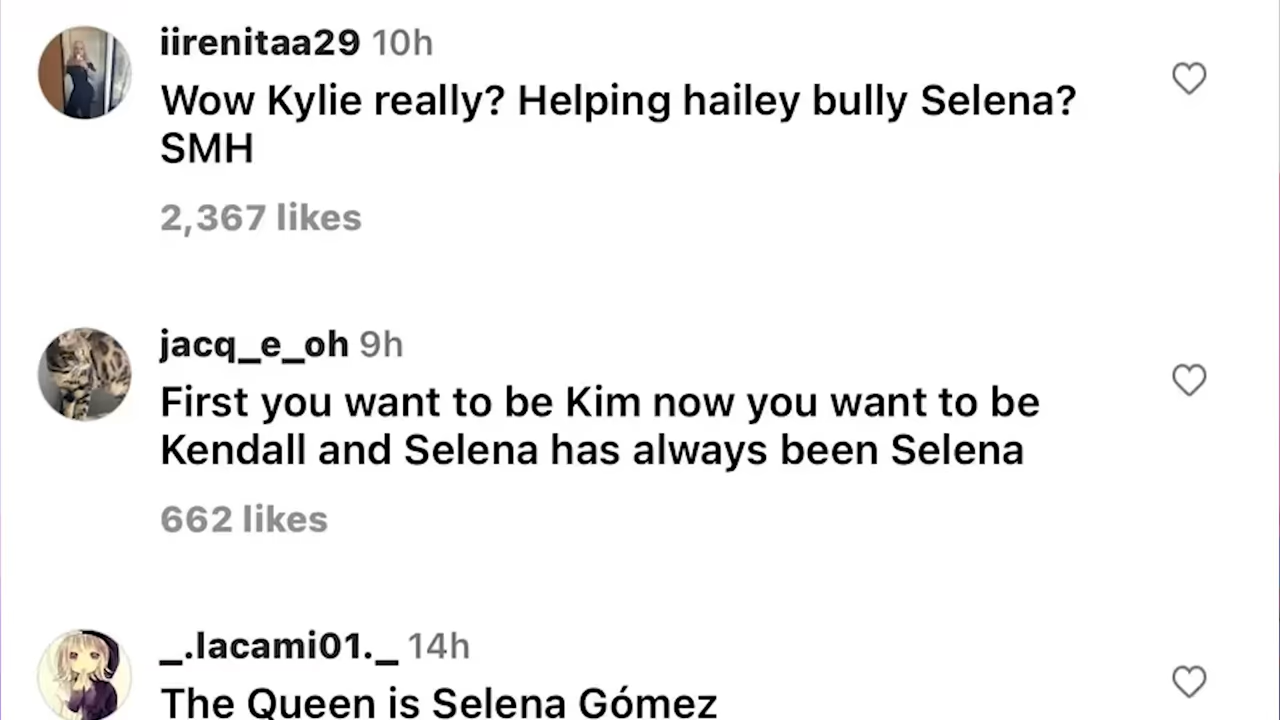 iirenitaa29 10h
Wow Kylie really? Helping hailey bully Selena?
SMH
2,367 likes
jacq_e_oh 9h
First you want to be Kim now you want to be
Kendall and Selena has always been Selena
662 likes
_.lacami01._ 14h
The Queen is Selena Gómez